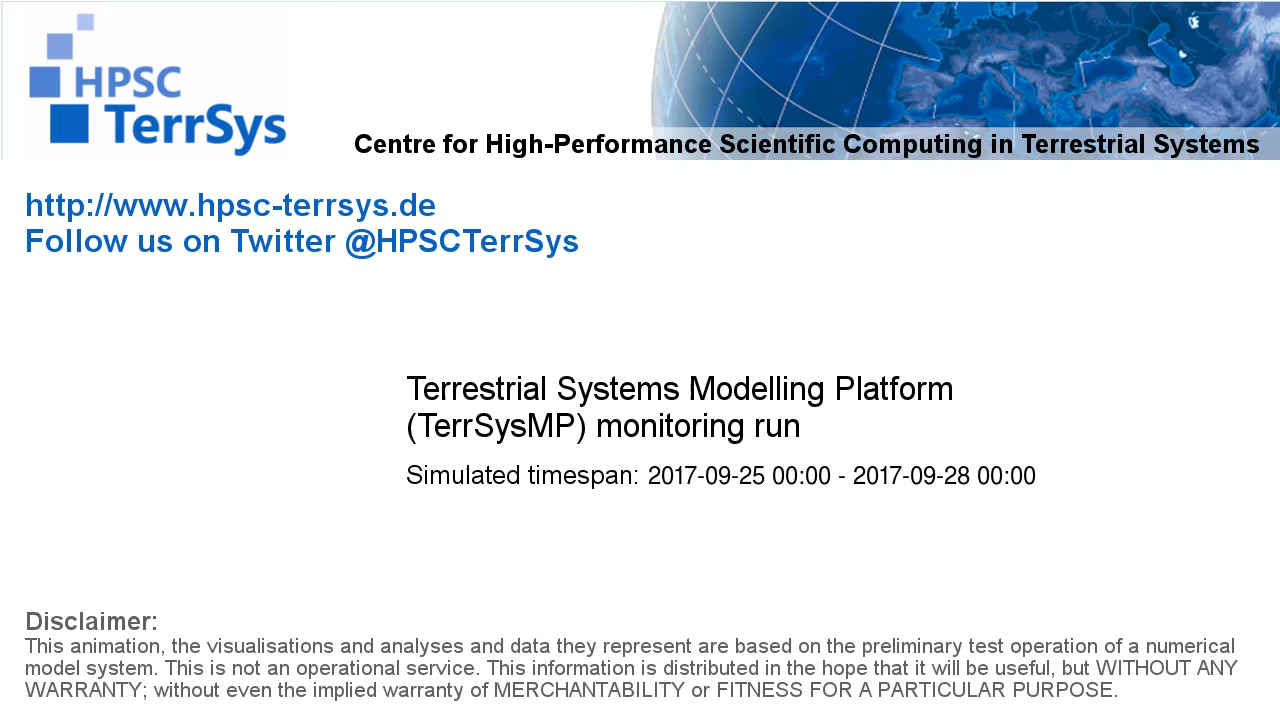 HPSC
TerrSys
Centre for High-Performance Scientific Computing in Terrestrial Systems
http://www.hpsc-terrsys.de
Follow us on Twitter @HPSCTerrSys
Terrestrial Systems Modelling Platform
(TerrSysMP) monitoring run
Simulated timespan: 2017-09-25 00:00 - 2017-09-28 00:00
Disclaimer:
This animation, the visualisations and analyses and data they represent are based on the preliminary test operation of a numerical
model system. This is not an operational service. This information is distributed in the hope that it will be useful, but WITHOUT ANY
WARRANTY; without even the implied warranty of MERCHANTABILITY or FITNESS FOR A PARTICULAR PURPOSE.